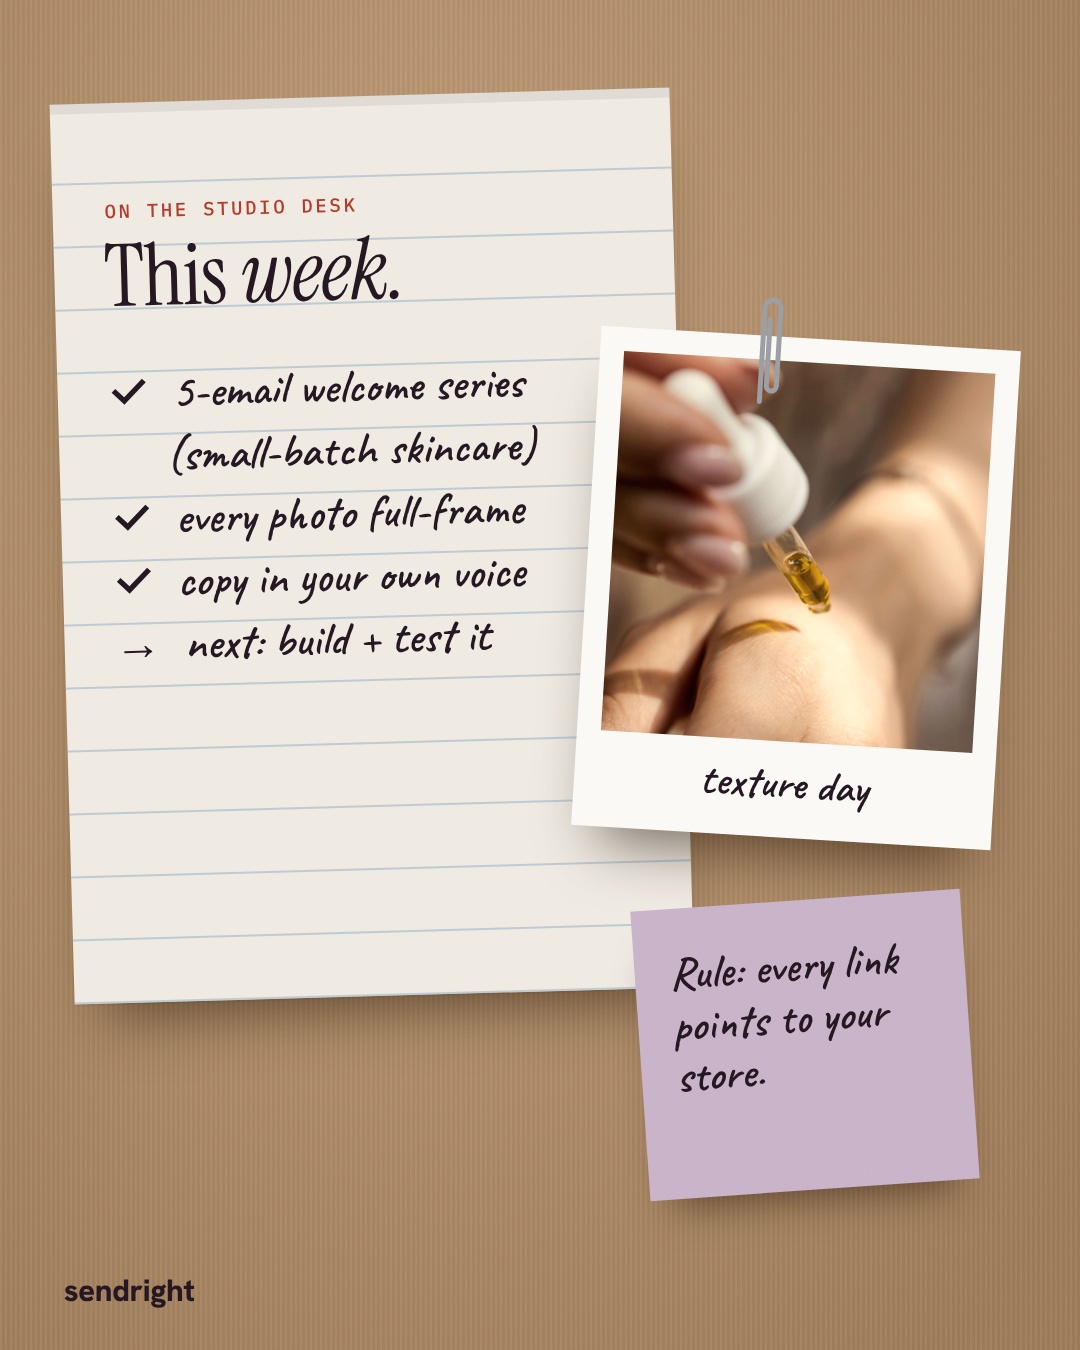 ON THE STUDIO DESK
This week.
✓ 5-email welcome series
(small-batch skincare)
✓ every photo full-frame
✓ copy in your own voice
→ next: build + test it
texture day
Rule: every link
points to your
store.
sendright